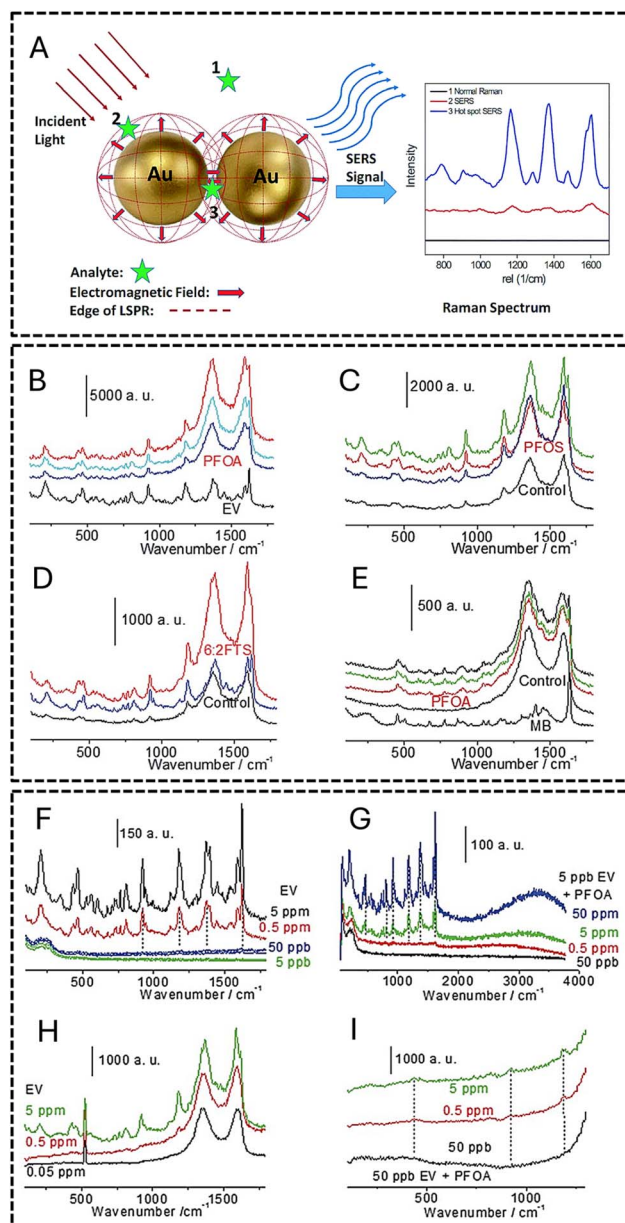 A
1
Incident
Light
2
Au
Au
3
SERS
Signal
Analyte:
Electromagnetic Field:
Edge of LSPR:
1 Normal Raman
2 SERS
3 Hot spot SERS
Intensity
800 1000 1200 1400 1600
rel (1/cm)
Raman Spectrum
B
5000 a. u.
PFOA
EV
500 1000 1500
Wavenumber / cm-1
C
2000 a. u.
PFOS
Control
500 1000 1500
Wavenumber / cm-1
D
1000 a. u.
6:2FTS
Control
500 1000 1500
Wavenumber / cm-1
E
500 a. u.
Control
PFOA
MB
500 1000 1500
Wavenumber / cm-1
F
150 a. u.
EV
5 ppm
0.5 ppm
50 ppb
5 ppb
500 1000 1500
Wavenumber /cm-1
G
100 a. u.
5 ppb EV
+ PFOA
50 ppm
5 ppm
0.5 ppm
50 ppb
1000 2000 3000 4000
Wavenumber / cm-1
H
1000 a. u.
EV
5 ppm
0.5 ppm
0.05 ppm
500 1000 1500
Wavenumber / cm-1
I
1000 a. u.
5 ppm
0.5 ppm
50 ppb
50 ppb EV + PFOA
500 1000
Wavenumber / cm-1